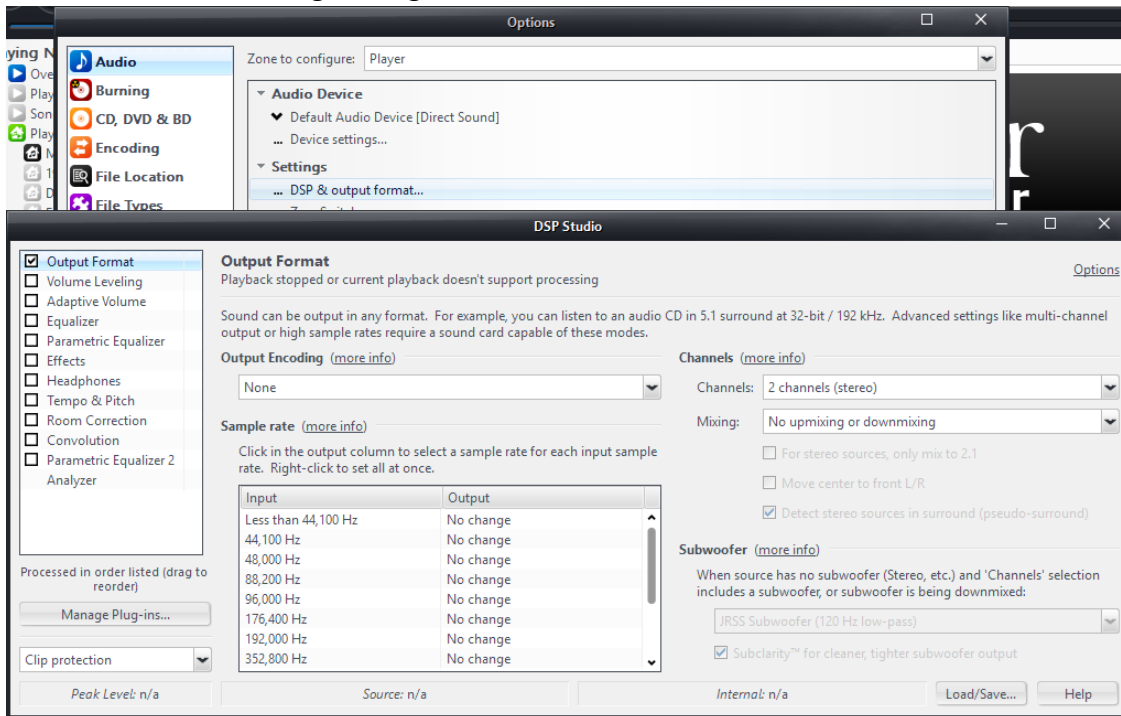 Options
ying N
Ove
Play
Son
Play
Audio
Burning
CD, DVD & BD
Encoding
File Location
File Types
Zone to configure: Player
Audio Device
Default Audio Device [Direct Sound]
... Device settings...
Settings
... DSP & output format...
r
r
DSP Studio
Output Format
Volume Leveling
Adaptive Volume
Equalizer
Parametric Equalizer
Effects
Headphones
Tempo & Pitch
Room Correction
Convolution
Parametric Equalizer 2
Analyzer
Processed in order listed (drag to
reorder)
Manage Plug-ins...
Clip protection
Output Format
Playback stopped or current playback doesn't support processing
Options
Sound can be output in any format. For example, you can listen to an audio CD in 5.1 surround at 32-bit / 192 kHz. Advanced settings like multi-channel
output or high sample rates require a sound card capable of these modes.
Output Encoding (more info)
None
Sample rate (more info)
Click in the output column to select a sample rate for each input sample
rate. Right-click to set all at once.
Input Output
Less than 44,100 Hz No change
44,100 Hz No change
48,000 Hz No change
88,200 Hz No change
96,000 Hz No change
176,400 Hz No change
192,000 Hz No change
352,800 Hz No change
Channels (more info)
Channels: 2 channels (stereo)
Mixing: No upmixing or downmixing
For stereo sources, only mix to 2.1
Move center to front L/R
Detect stereo sources in surround (pseudo-surround)
Subwoofer (more info)
When source has no subwoofer (Stereo, etc.) and 'Channels' selection
includes a subwoofer, or subwoofer is being downmixed:
JRSS Subwoofer (120 Hz low-pass)
Subclarity™ for cleaner, tighter subwoofer output
Peak Level: n/a Source: n/a Internal: n/a Load/Save... Help